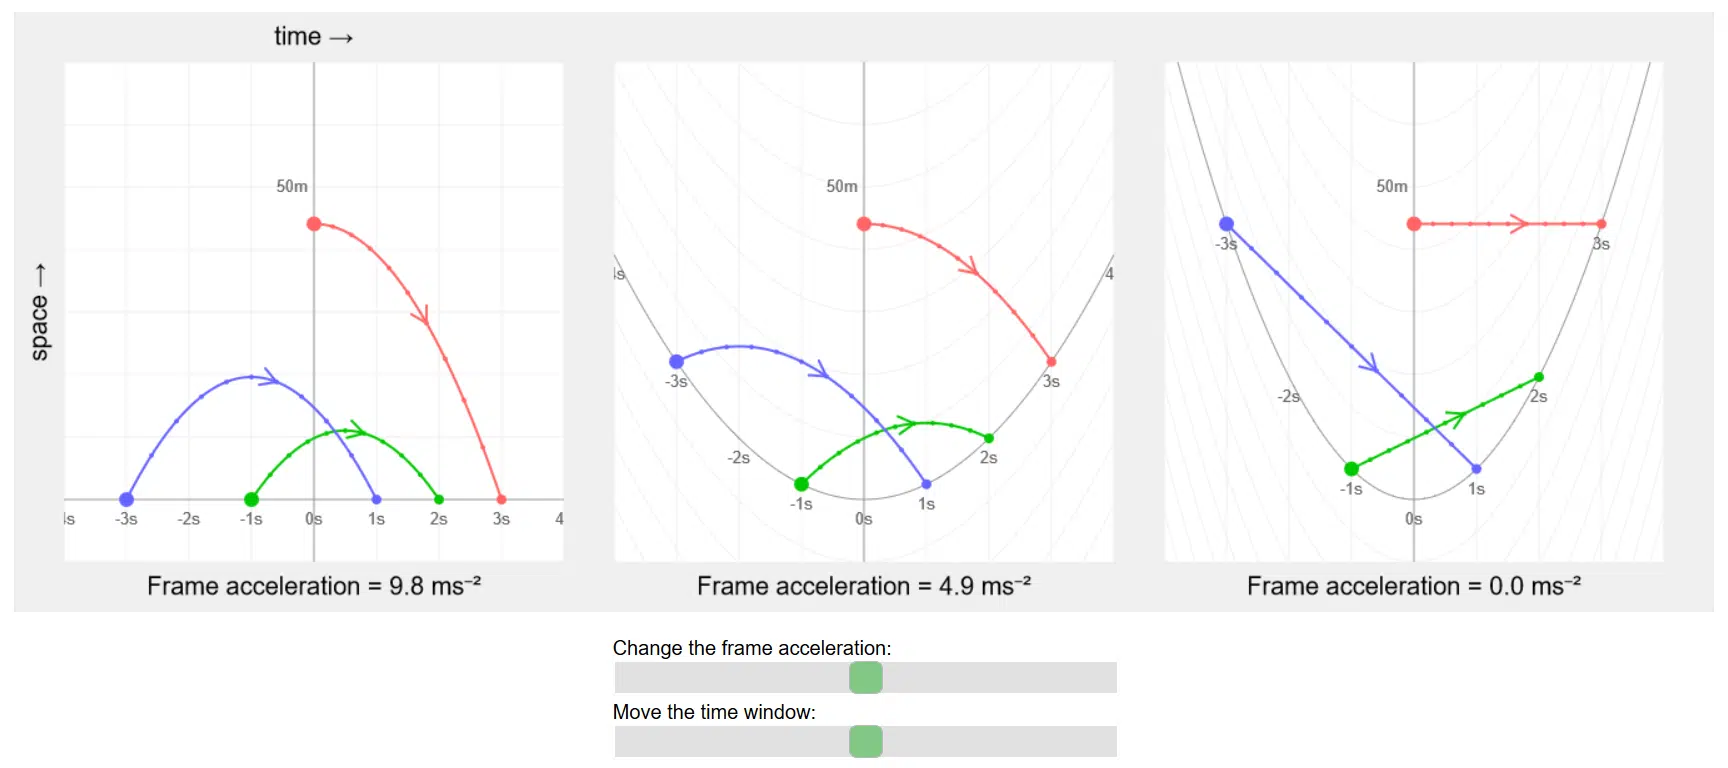 time →
space →
50m
4s
-3s
-2s
-1s
0s
1s
2s
3s
4
Frame acceleration = 9.8 ms⁻²
50m
4s
4
-3s
3s
-2s
2s
-1s
1s
0s
Frame acceleration = 4.9 ms⁻²
50m
-3s
3s
-2s
2s
-1s
1s
0s
Frame acceleration = 0.0 ms⁻²
Change the frame acceleration:
Move the time window: